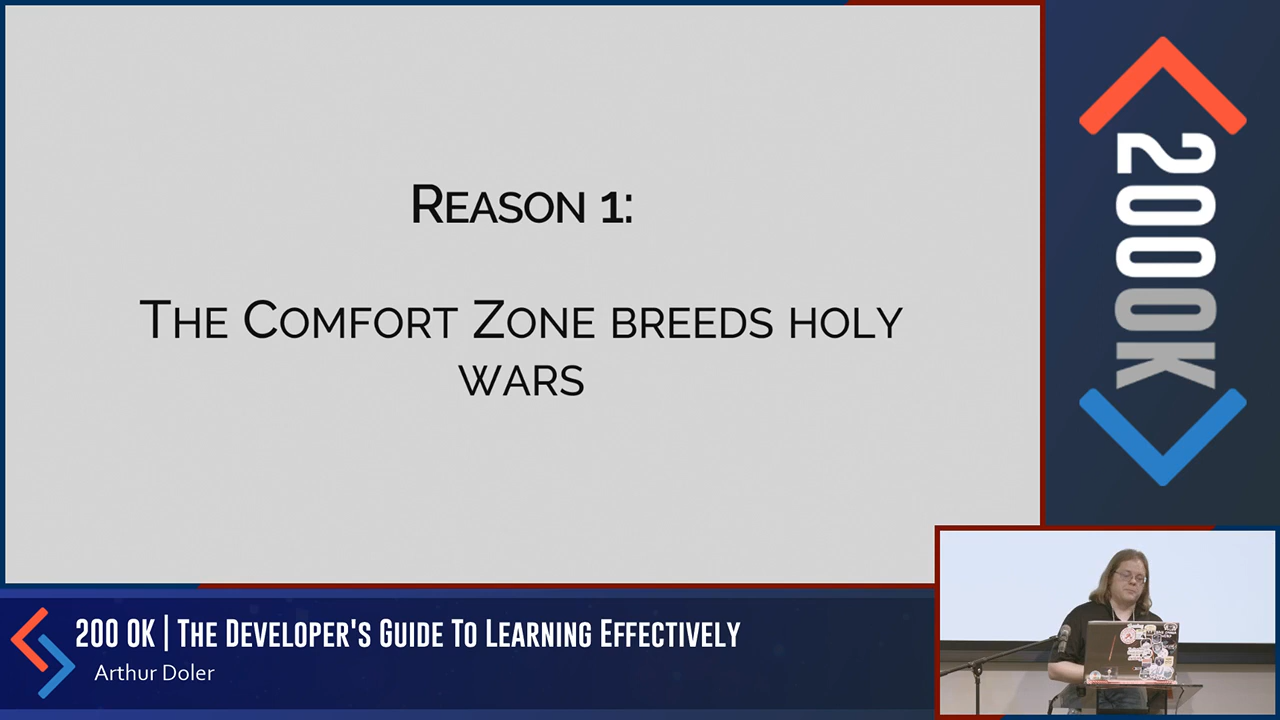 Reason 1:
The Comfort Zone breeds holy
wars
200OK
200 OK | The Developer's Guide To Learning Effectively
Arthur Doler